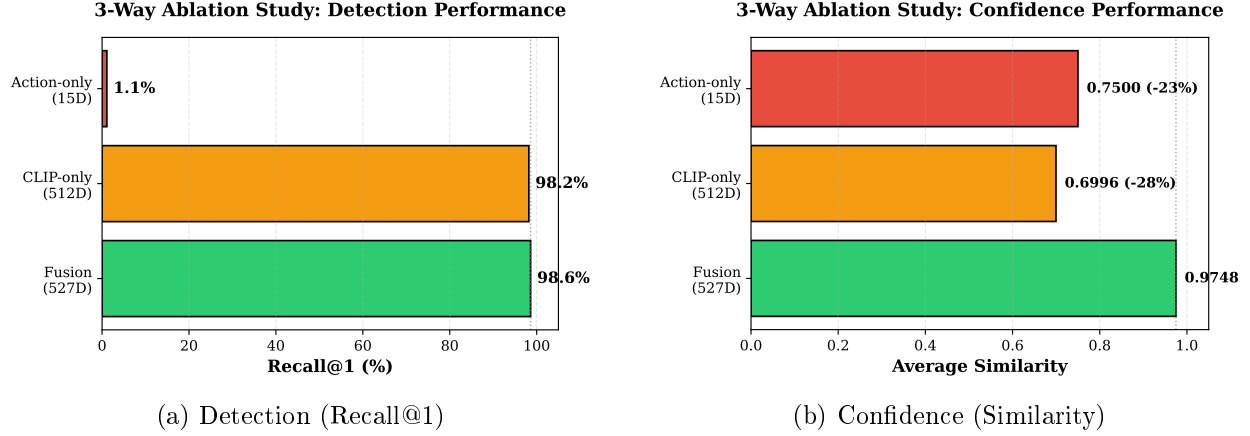 3-Way Ablation Study: Detection Performance
Action-only
(15D)
1.1%
CLIP-only
(512D)
98.2%
Fusion
(527D)
98.6%
0 20 40 60 80 100
Recall@1 (%)
(a) Detection (Recall@1)
3-Way Ablation Study: Confidence Performance
Action-only
(15D)
0.7500 (-23%)
CLIP-only
(512D)
0.6996 (-28%)
Fusion
(527D)
0.9748
0.0 0.2 0.4 0.6 0.8 1.0
Average Similarity
(b) Confidence (Similarity)